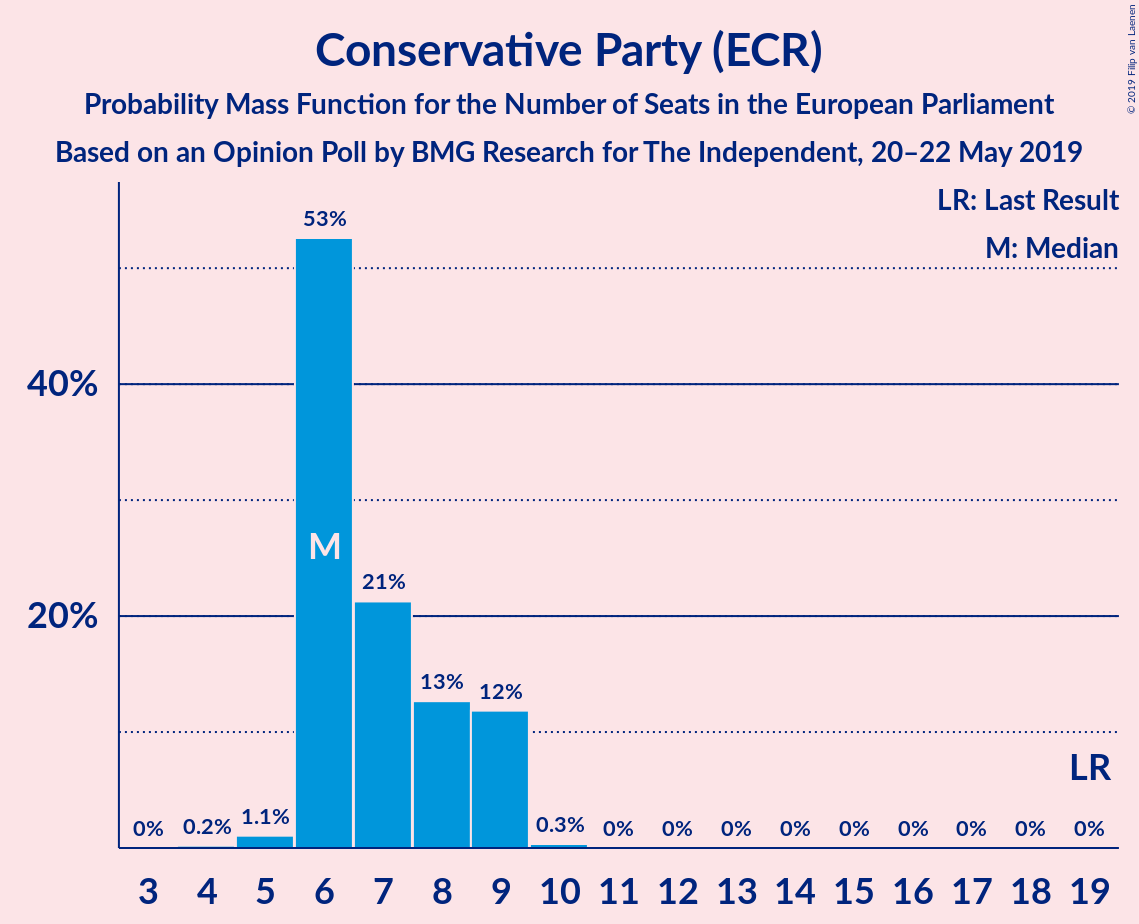 Conservative Party (ECR)
Probability Mass Function for the Number of Seats in the European Parliament
Based on an Opinion Poll by BMG Research for The Independent, 20–22 May 2019
© 2019 Filip van Laenen
LR: Last Result
M: Median
53%
40%
M
21%
20%
13%
12%
LR
0%
0.2%
1.1%
0.3%
0%
0%
0%
0%
0%
0%
0%
0%
0%
3 4 5 6 7 8 9 10 11 12 13 14 15 16 17 18 19